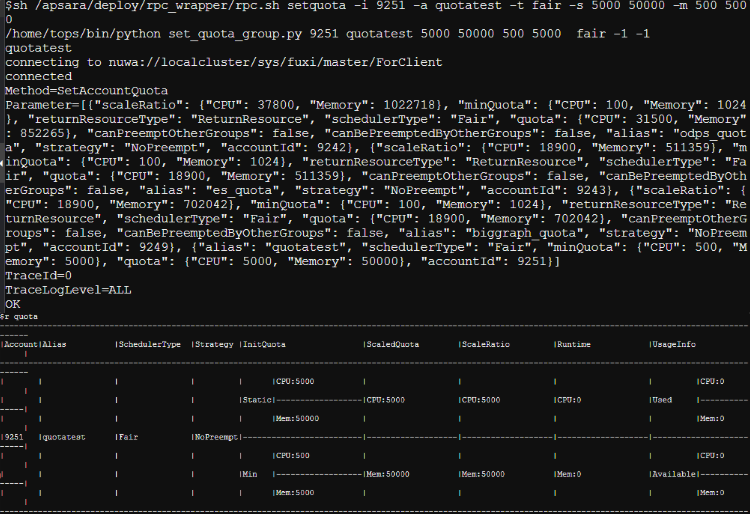 $sh /apsara/deploy/rpc_wrapper/rpc.sh setquota -i 9251 -a quotatest -t fair -s 5000 50000 -m 500 500
0
/home/tops/bin/python set_quota_group.py 9251 quotatest 5000 50000 500 5000  fair -1 -1
quotatest
connecting to nuwa://localcluster/sys/fuxi/master/ForClient
connected
Method=SetAccountQuota
Parameter=[{"scaleRatio": {"CPU": 37800, "Memory": 1022718}, "minQuota": {"CPU": 100, "Memory": 1024
}, "returnResourceType": "ReturnResource", "schedulerType": "Fair", "quota": {"CPU": 31500, "Memory"
: 852265}, "canPreemptOtherGroups": false, "canBePreemptedByOtherGroups": false, "alias": "odps_quot
a", "strategy": "NoPreempt", "accountId": 9242}, {"scaleRatio": {"CPU": 18900, "Memory": 511359}, "m
inQuota": {"CPU": 100, "Memory": 1024}, "returnResourceType": "ReturnResource", "schedulerType": "Fa
ir", "quota": {"CPU": 18900, "Memory": 511359}, "canPreemptOtherGroups": false, "canBePreemptedByOth
erGroups": false, "alias": "es_quota", "strategy": "NoPreempt", "accountId": 9243}, {"scaleRatio": {
"CPU": 18900, "Memory": 702042}, "minQuota": {"CPU": 100, "Memory": 1024}, "returnResourceType": "Re
turnResource", "schedulerType": "Fair", "quota": {"CPU": 18900, "Memory": 702042}, "canPreemptOtherG
roups": false, "canBePreemptedByOtherGroups": false, "alias": "biggraph_quota", "strategy": "NoPreem
pt", "accountId": 9249}, {"alias": "quotatest", "schedulerType": "Fair", "minQuota": {"CPU": 500, "M
emory": 5000}, "quota": {"CPU": 5000, "Memory": 50000}, "accountId": 9251}]
TraceId=0
TraceLogLevel=ALL
OK
$r quota
|Account|Alias |SchedulerType |Strategy |InitQuota |ScaledQuota |ScaleRatio |Runtime |UsageInfo
|
| | | | | |CPU:5000 | | | | |CPU:0
|
| | | | |Static|-------------------|CPU:5000 |CPU:5000 |CPU:0 |Used |----------
-----|
| | | | | |Mem:50000 | | | | |Mem:0
|
|9251 |quotatest |Fair |NoPreempt|----------
-----|
| | | | | |CPU:500 | | | | |CPU:0
|
| | | | |Min |-------------------|Mem:50000 |Mem:50000 |Mem:0 |Available|----------
-----|
| | | | | |Mem:5000 | | | | |Mem:0
|